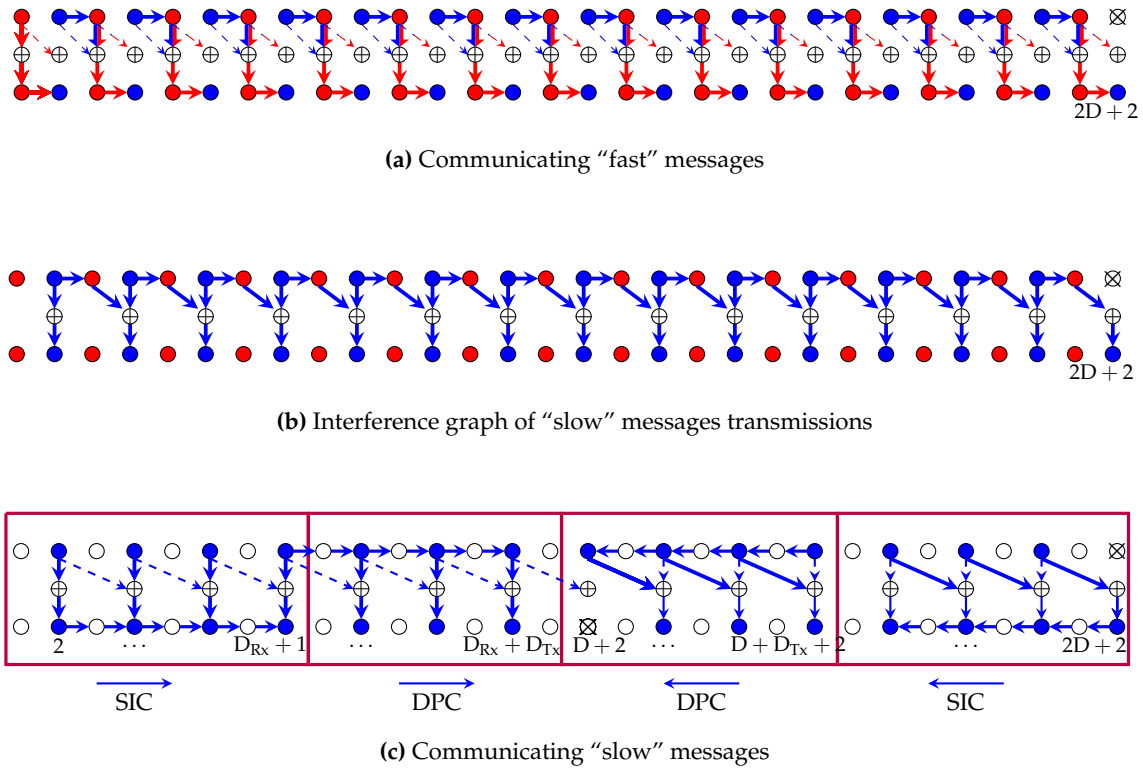 2D + 2
(a) Communicating “fast” messages
2D + 2
(b) Interference graph of “slow” messages transmissions
2 ⋯ D_Rx + 1 ⋯ D_Rx + D_Tx D + 2 ⋯ D + D_Tx + 2 ⋯ 2D + 2
SIC DPC DPC SIC
(c) Communicating “slow” messages